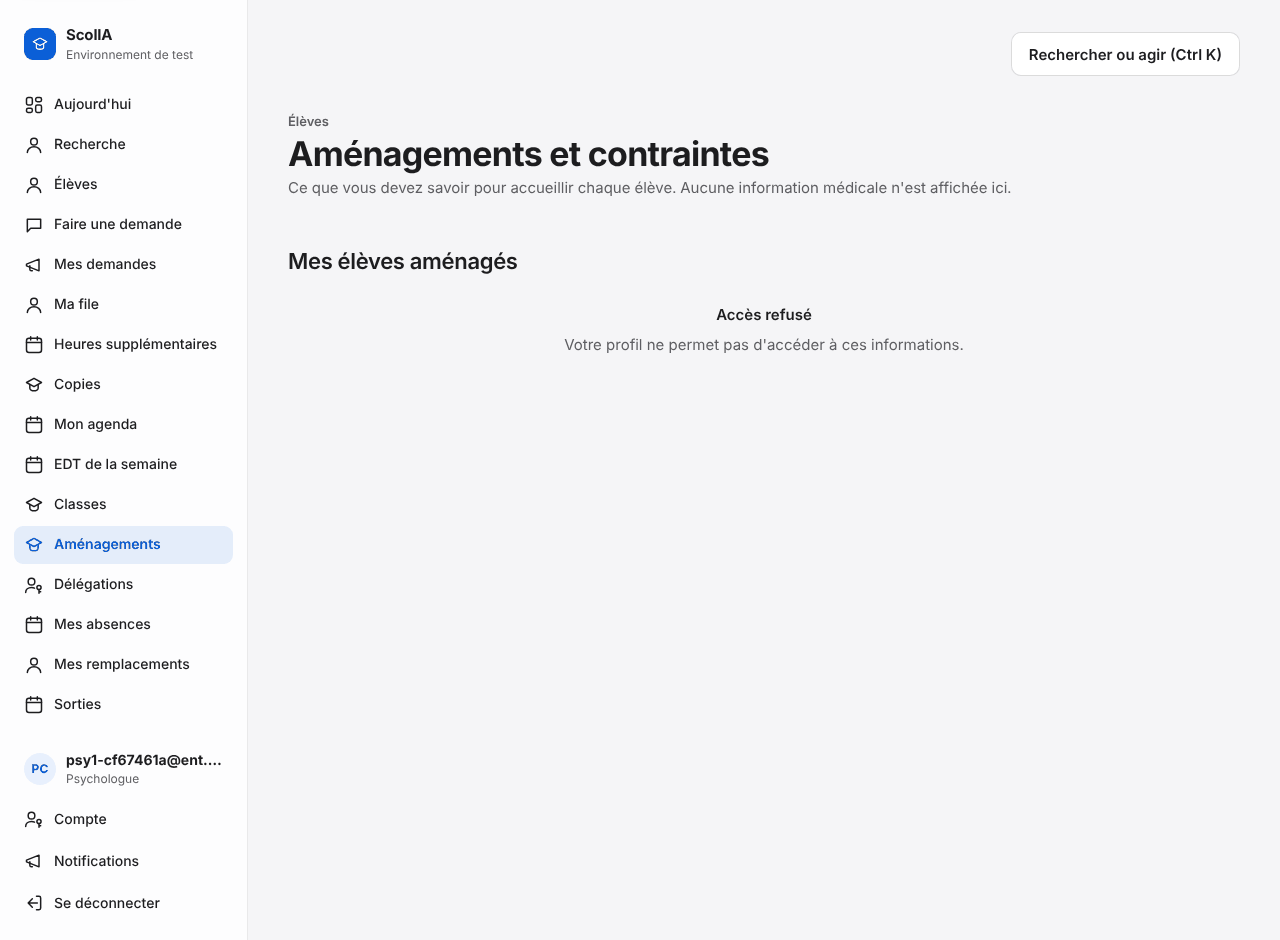 ScolIA
Environnement de test
Rechercher ou agir (Ctrl K)
Aujourd'hui
Recherche
Élèves
Faire une demande
Mes demandes
Ma file
Heures supplémentaires
Copies
Mon agenda
EDT de la semaine
Classes
Aménagements
Délégations
Mes absences
Mes remplacements
Sorties
PC
psy1-cf67461a@ent....
Psychologue
Compte
Notifications
Se déconnecter
Élèves
Aménagements et contraintes
Ce que vous devez savoir pour accueillir chaque élève. Aucune information médicale n'est affichée ici.
Mes élèves aménagés
Accès refusé
Votre profil ne permet pas d'accéder à ces informations.